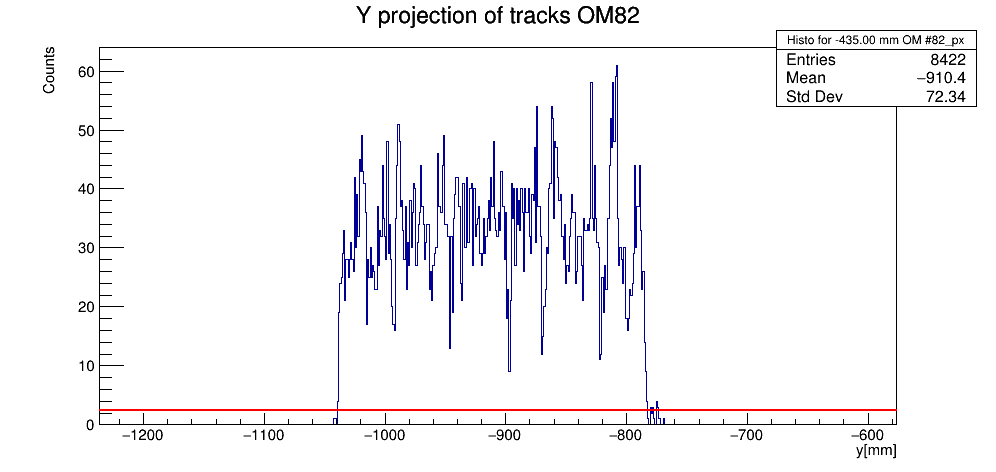 Y projection of tracks OM82
Histo for -435.00 mm OM #82_px
Entries 8422
Mean −910.4
Std Dev 72.34
Counts
60
50
40
30
20
10
0
−1200 −1100 −1000 −900 −800 −700 −600
y[mm]